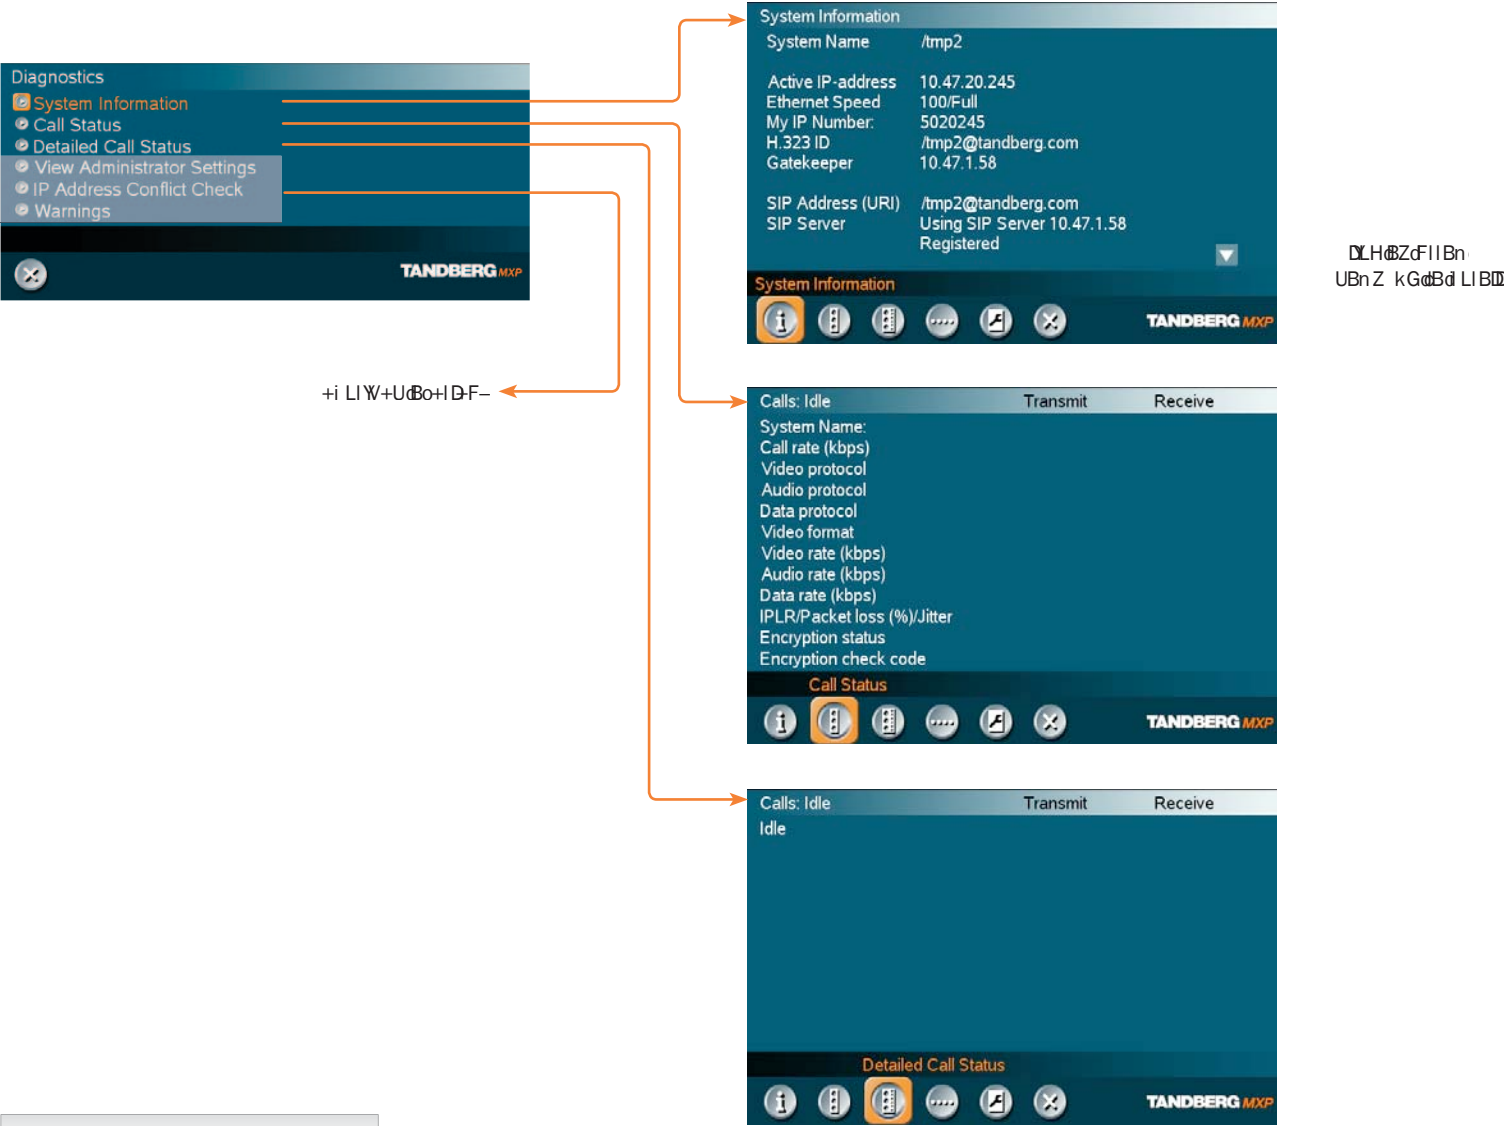 Diagnostics
System Information
Call Status
Detailed Call Status
View Administrator Settings
IP Address Conflict Check
Warnings
TANDBERG MXP
System Information
System Name /tmp2
Active IP-address 10.47.20.245
Ethernet Speed 100/Full
My IP Number: 5020245
H.323 ID /tmp2@tandberg.com
Gatekeeper 10.47.1.58
SIP Address (URI) /tmp2@tandberg.com
SIP Server Using SIP Server 10.47.1.58
Registered
System Information
TANDBERG MXP
Calls: Idle Transmit Receive
System Name:
Call rate (kbps)
Video protocol
Audio protocol
Data protocol
Video format
Video rate (kbps)
Audio rate (kbps)
Data rate (kbps)
IPLR/Packet loss (%)/Jitter
Encryption status
Encryption check code
Call Status
TANDBERG MXP
Calls: Idle Transmit Receive
Idle
Detailed Call Status
TANDBERG MXP